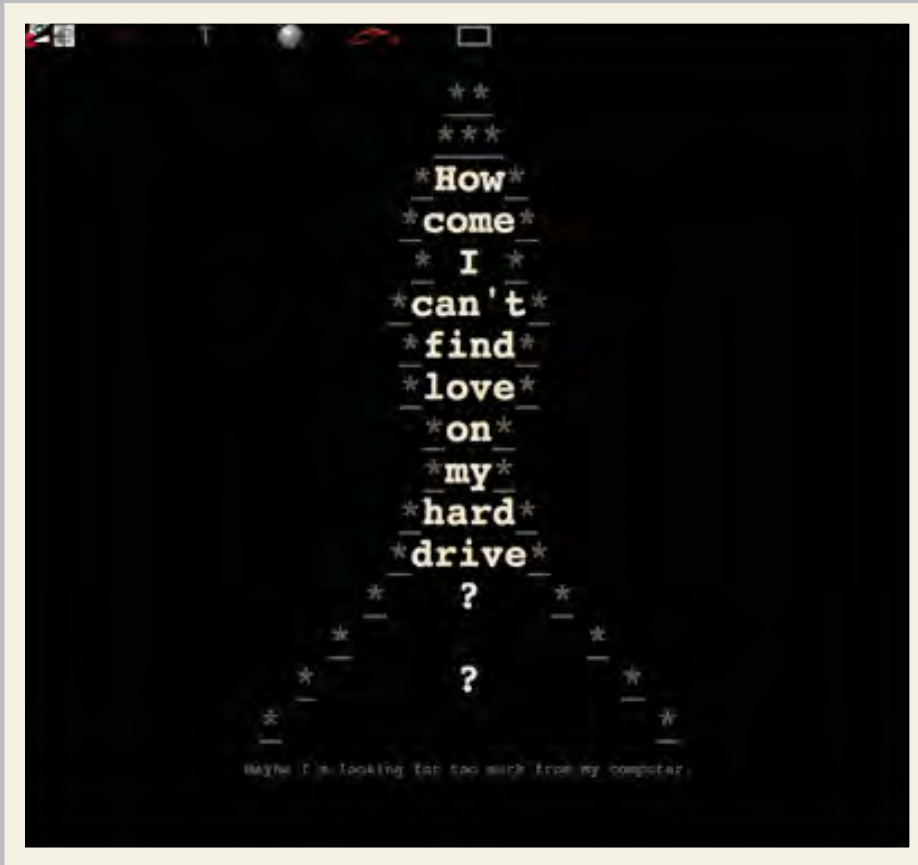 **
***
*How*
*come*
* I *
*can't*
*find*
*love*
*on*
*my*
*hard*
*drive*
* ? *
* *
* ? *
* *
Maybe I'm looking for too much from my computer.